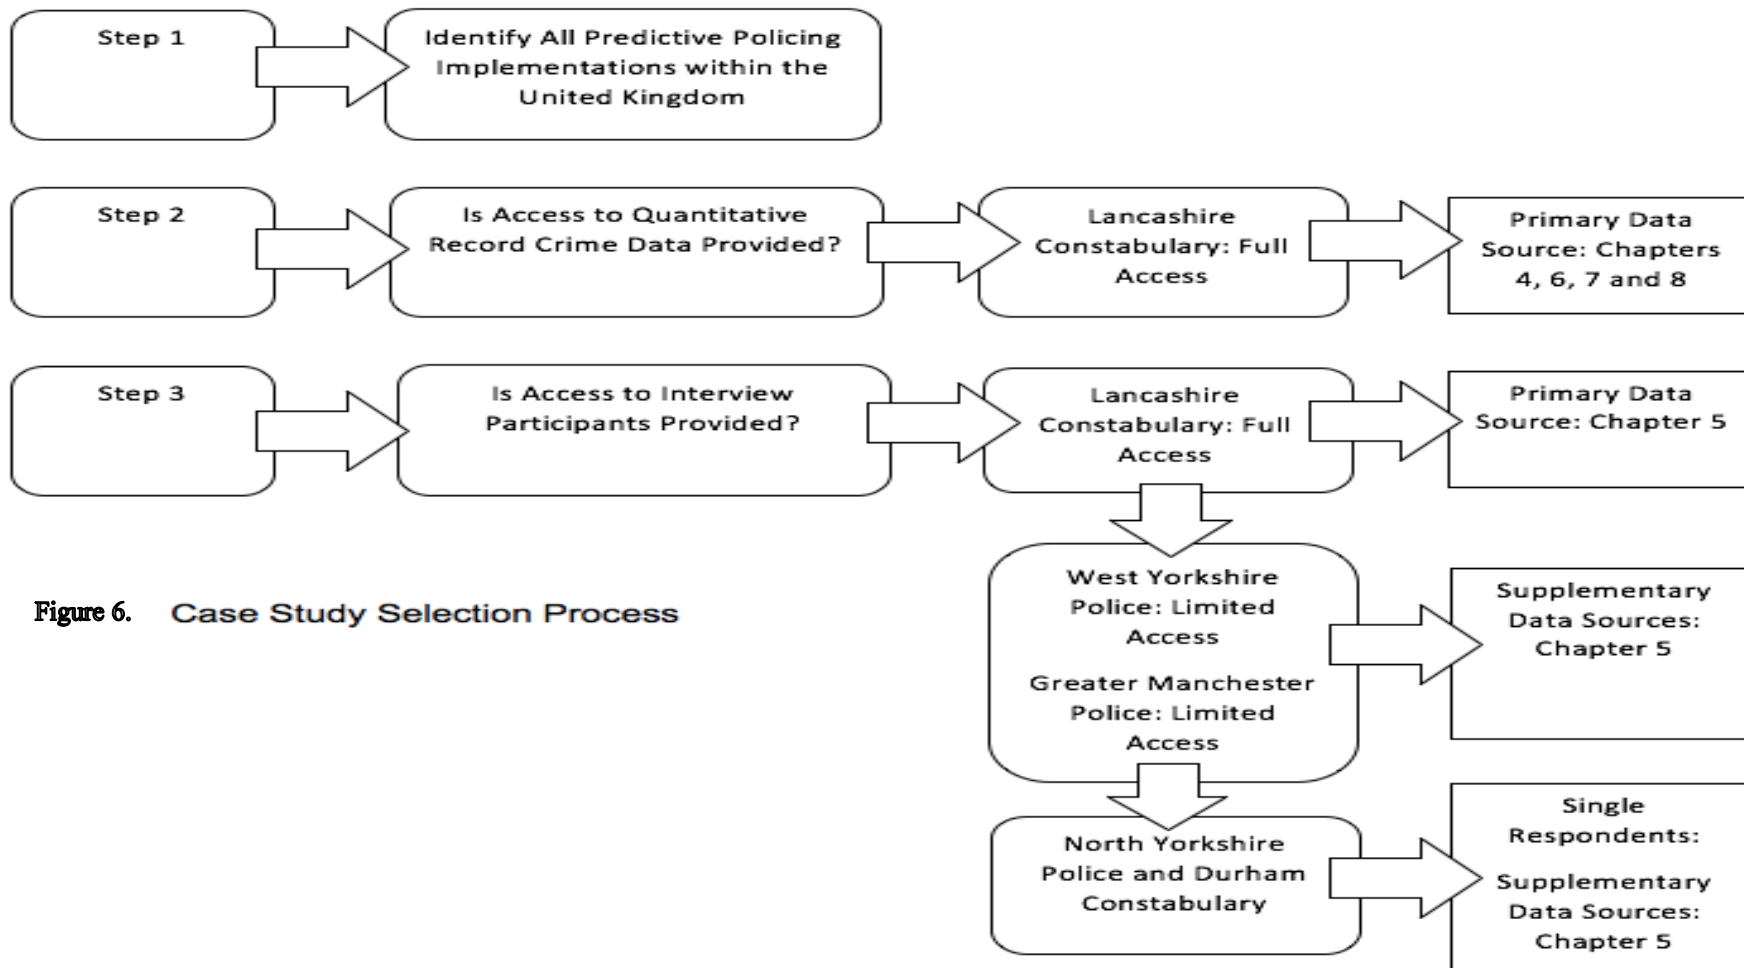 Step 1
Identify All Predictive Policing
Implementations within the
United Kingdom
Step 2
Is Access to Quantitative
Record Crime Data Provided?
Lancashire
Constabulary: Full
Access
Primary Data
Source: Chapters
4, 6, 7 and 8
Step 3
Is Access to Interview
Participants Provided?
Lancashire
Constabulary: Full
Access
Primary Data
Source: Chapter 5
West Yorkshire
Police: Limited
Access
Greater Manchester
Police: Limited
Access
Supplementary
Data Sources:
Chapter 5
Figure 6. Case Study Selection Process
North Yorkshire
Police and Durham
Constabulary
Single
Respondents:
Supplementary
Data Sources:
Chapter 5